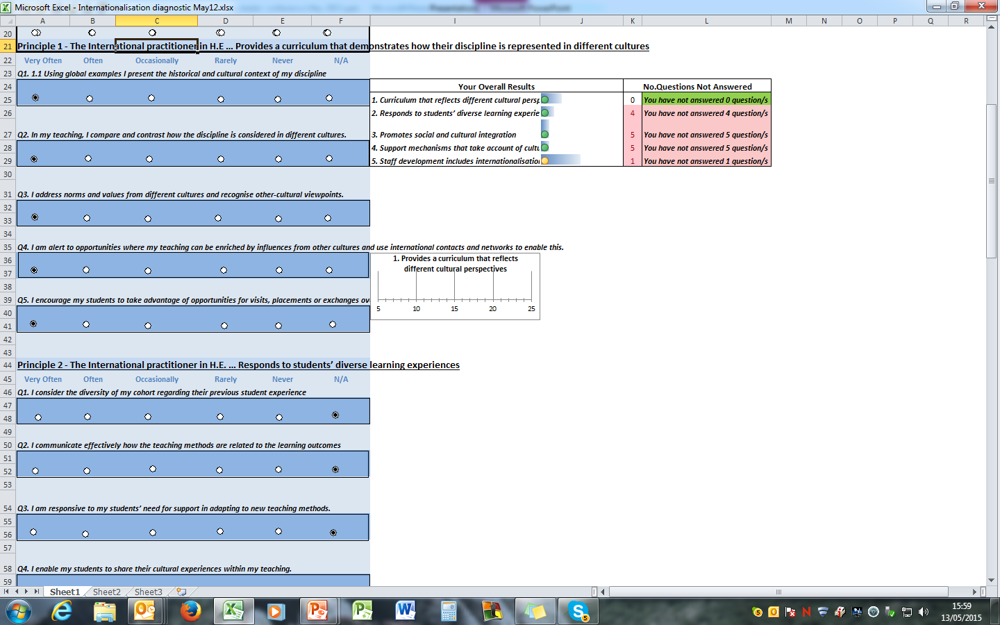 Microsoft Excel - Internationalisation diagnostic May12.xlsx
A B C D E F I J K L M N O P Q R
20
21 Principle 1 - The International practitioner in H.E ... Provides a curriculum that demonstrates how their discipline is represented in different cultures
22 Very Often Often Occasionally Rarely Never N/A
23 Q1. 1.1 Using global examples I present the historical and cultural context of my discipline
24 Your Overall Results No.Questions Not Answered
25 1. Curriculum that reflects different cultural persp 0 You have not answered 0 question/s
26 2. Responds to students' diverse learning experie 4 You have not answered 4 question/s
27 Q2. In my teaching, I compare and contrast how the discipline is considered in different cultures. 3. Promotes social and cultural integration 5 You have not answered 5 question/s
28 4. Support mechanisms that take account of cultu 5 You have not answered 5 question/s
29 5. Staff development includes internationalisation 1 You have not answered 1 question/s
30
31 Q3. I address norms and values from different cultures and recognise other-cultural viewpoints.
32
33
34
35 Q4. I am alert to opportunities where my teaching can be enriched by influences from other cultures and use international contacts and networks to enable this.
36 1. Provides a curriculum that reflects
37 different cultural perspectives
38
39 Q5. I encourage my students to take advantage of opportunities for visits, placements or exchanges ov
40 5 10 15 20 25
41
42
43
44 Principle 2 - The International practitioner in H.E. ... Responds to students' diverse learning experiences
45 Very Often Often Occasionally Rarely Never N/A
46 Q1. I consider the diversity of my cohort regarding their previous student experience
47
48
49
50 Q2. I communicate effectively how the teaching methods are related to the learning outcomes
51
52
53
54 Q3. I am responsive to my students' need for support in adapting to new teaching methods.
55
56
57
58 Q4. I enable my students to share their cultural experiences within my teaching.
59
Sheet1 Sheet2 Sheet3
15:59
13/05/2015